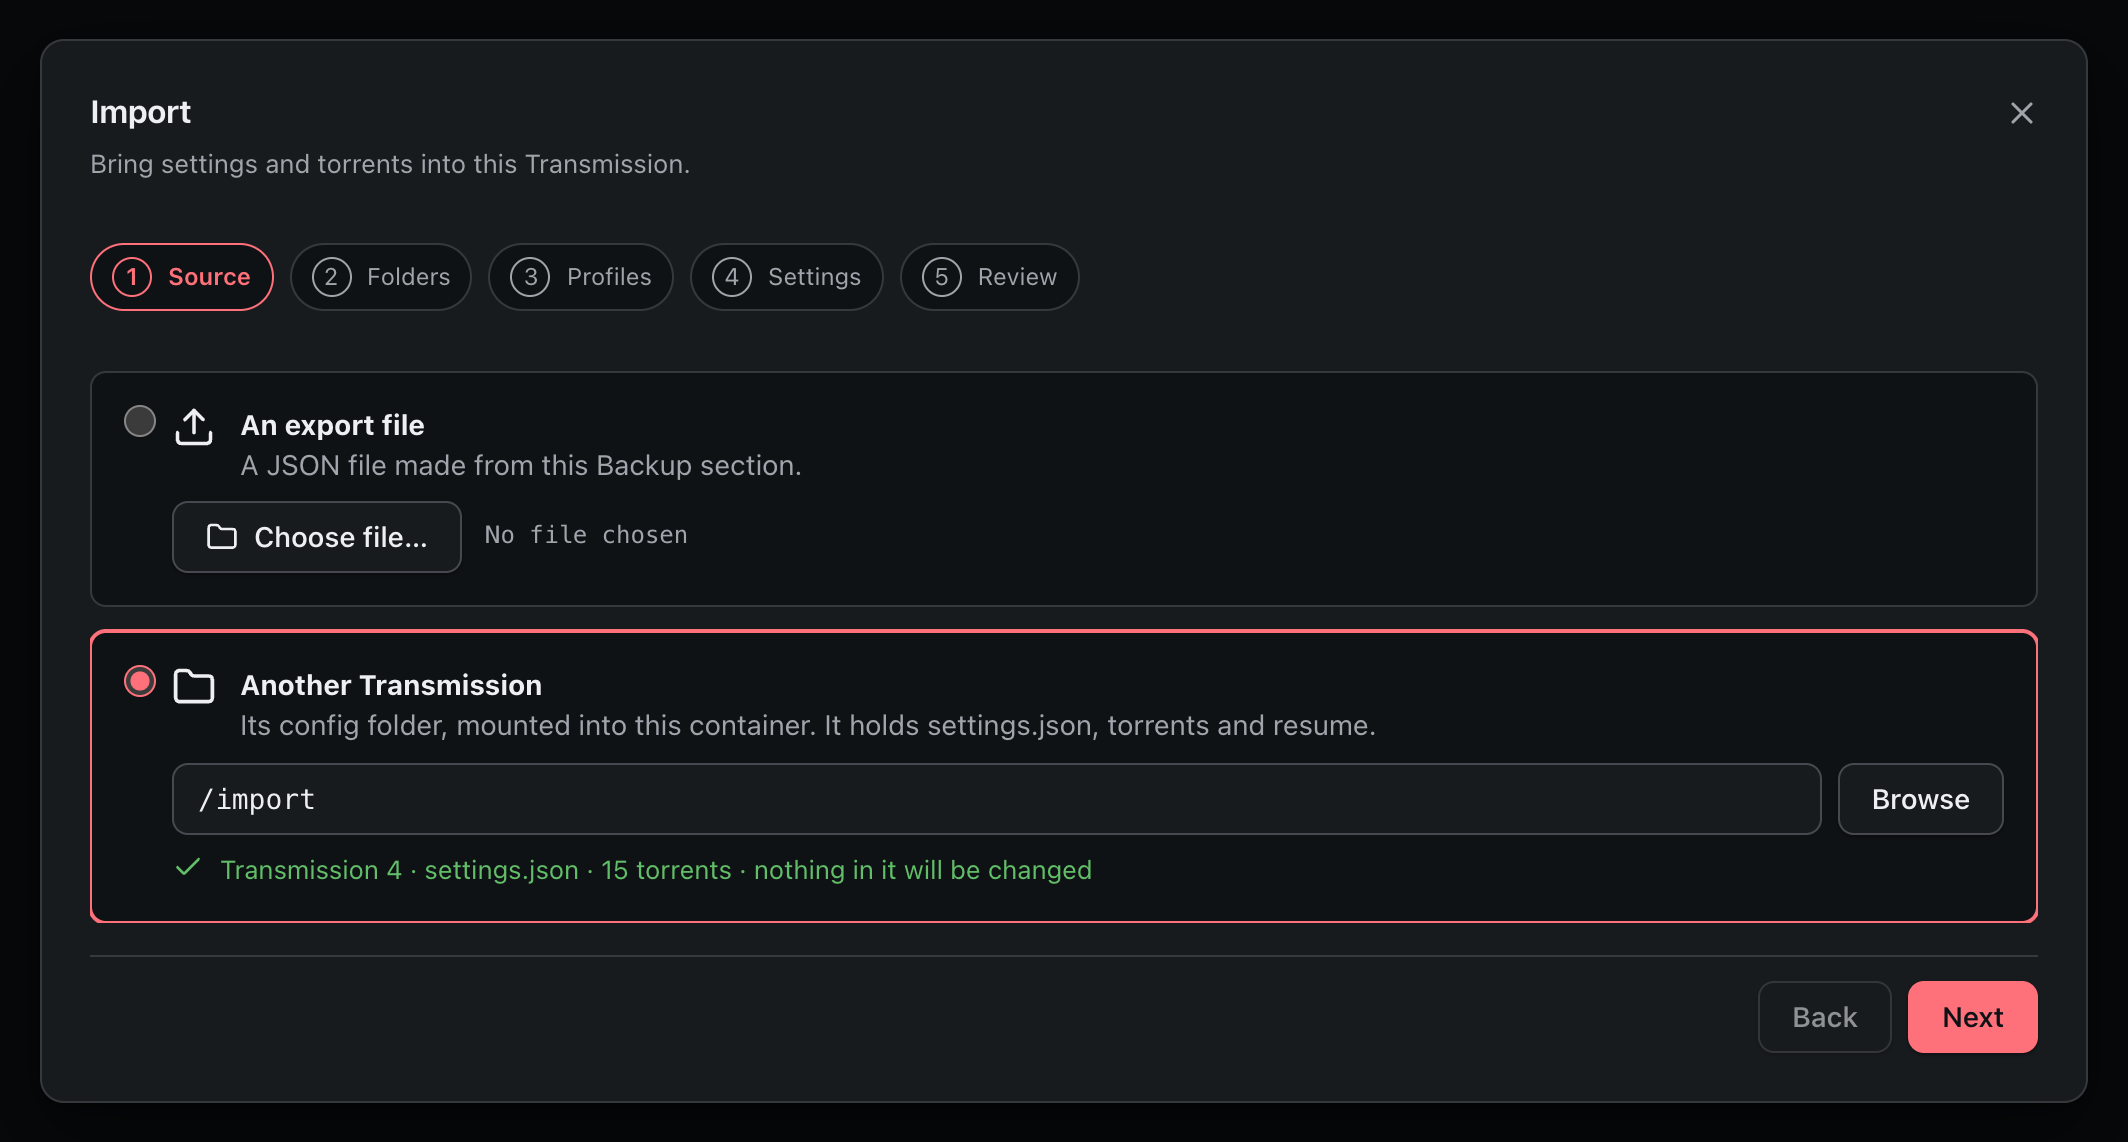 Import
Bring settings and torrents into this Transmission.
1 Source 2 Folders 3 Profiles 4 Settings 5 Review
An export file
A JSON file made from this Backup section.
Choose file... No file chosen
Another Transmission
Its config folder, mounted into this container. It holds settings.json, torrents and resume.
/import Browse
Transmission 4 · settings.json · 15 torrents · nothing in it will be changed
Back Next